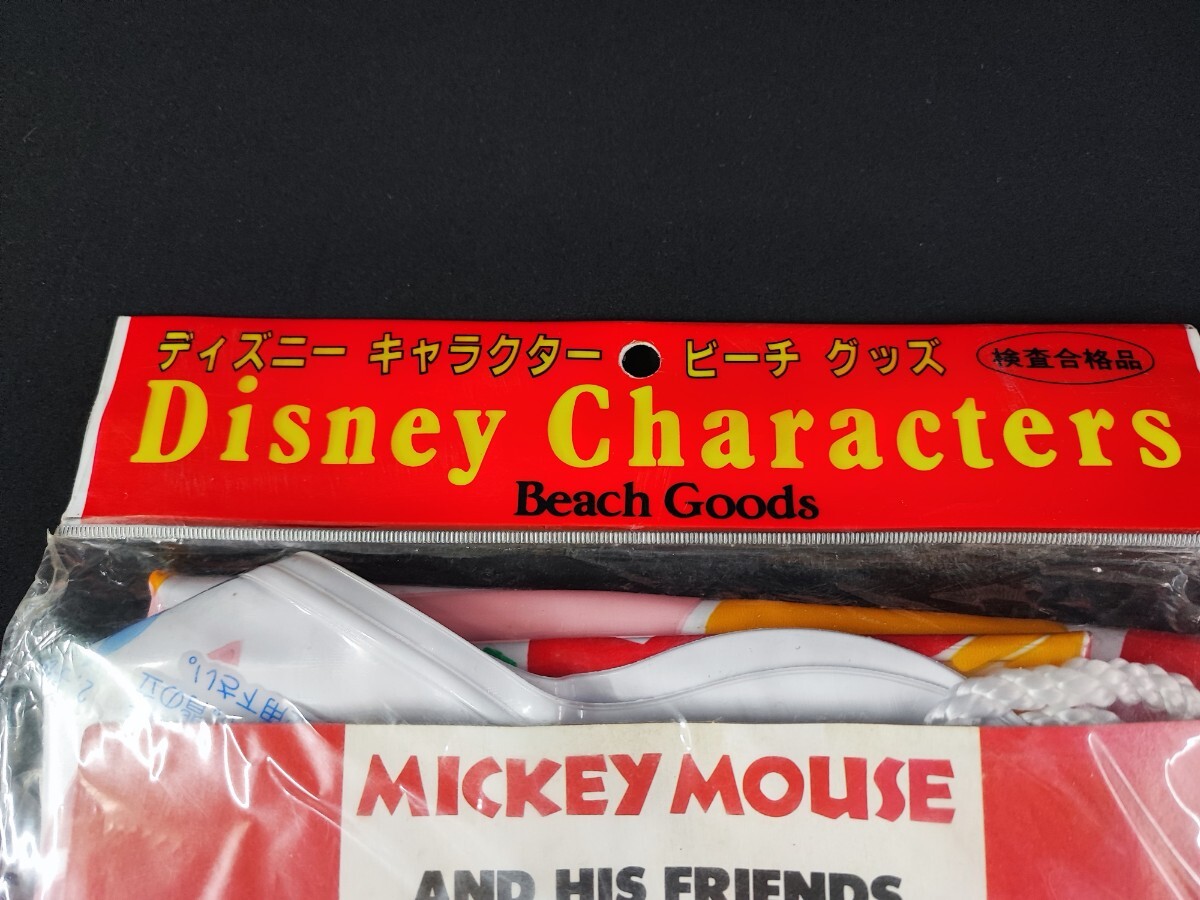 ディズニー キャラクター ビーチ グッズ 検査合格品
Disney Characters
Beach Goods
MICKEY MOUSE
AND HIS FRIENDS